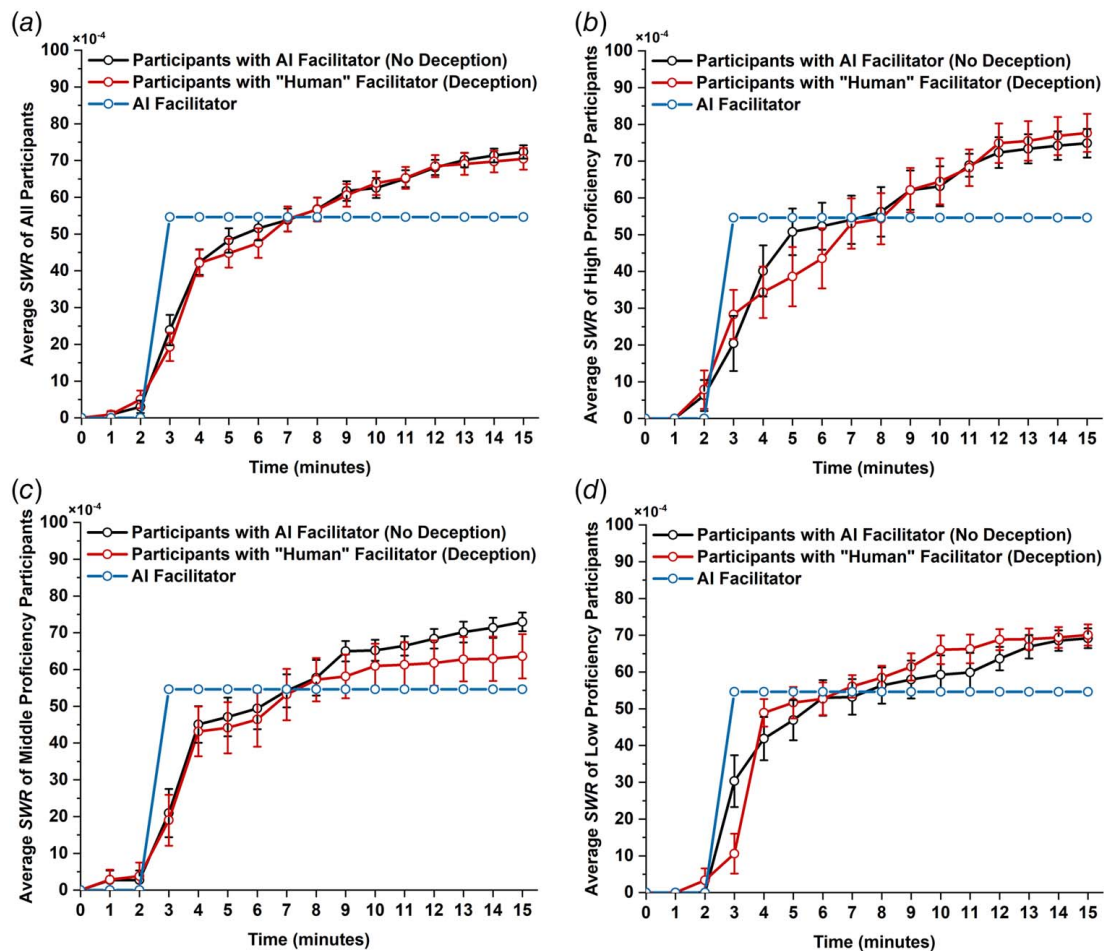 (a)
×10⁻⁴
Participants with AI Facilitator (No Deception)
Participants with "Human" Facilitator (Deception)
AI Facilitator
Average SWR of All Participants
100
90
80
70
60
50
40
30
20
10
0
0 1 2 3 4 5 6 7 8 9 10 11 12 13 14 15
Time (minutes)
(b)
×10⁻⁴
Participants with AI Facilitator (No Deception)
Participants with "Human" Facilitator (Deception)
AI Facilitator
Average SWR of High Proficiency Participants
100
90
80
70
60
50
40
30
20
10
0
0 1 2 3 4 5 6 7 8 9 10 11 12 13 14 15
Time (minutes)
(c)
×10⁻⁴
Participants with AI Facilitator (No Deception)
Participants with "Human" Facilitator (Deception)
AI Facilitator
Average SWR of Middle Proficiency Participants
100
90
80
70
60
50
40
30
20
10
0
0 1 2 3 4 5 6 7 8 9 10 11 12 13 14 15
Time (minutes)
(d)
×10⁻⁴
Participants with AI Facilitator (No Deception)
Participants with "Human" Facilitator (Deception)
AI Facilitator
Average SWR of Low Proficiency Participants
100
90
80
70
60
50
40
30
20
10
0
0 1 2 3 4 5 6 7 8 9 10 11 12 13 14 15
Time (minutes)